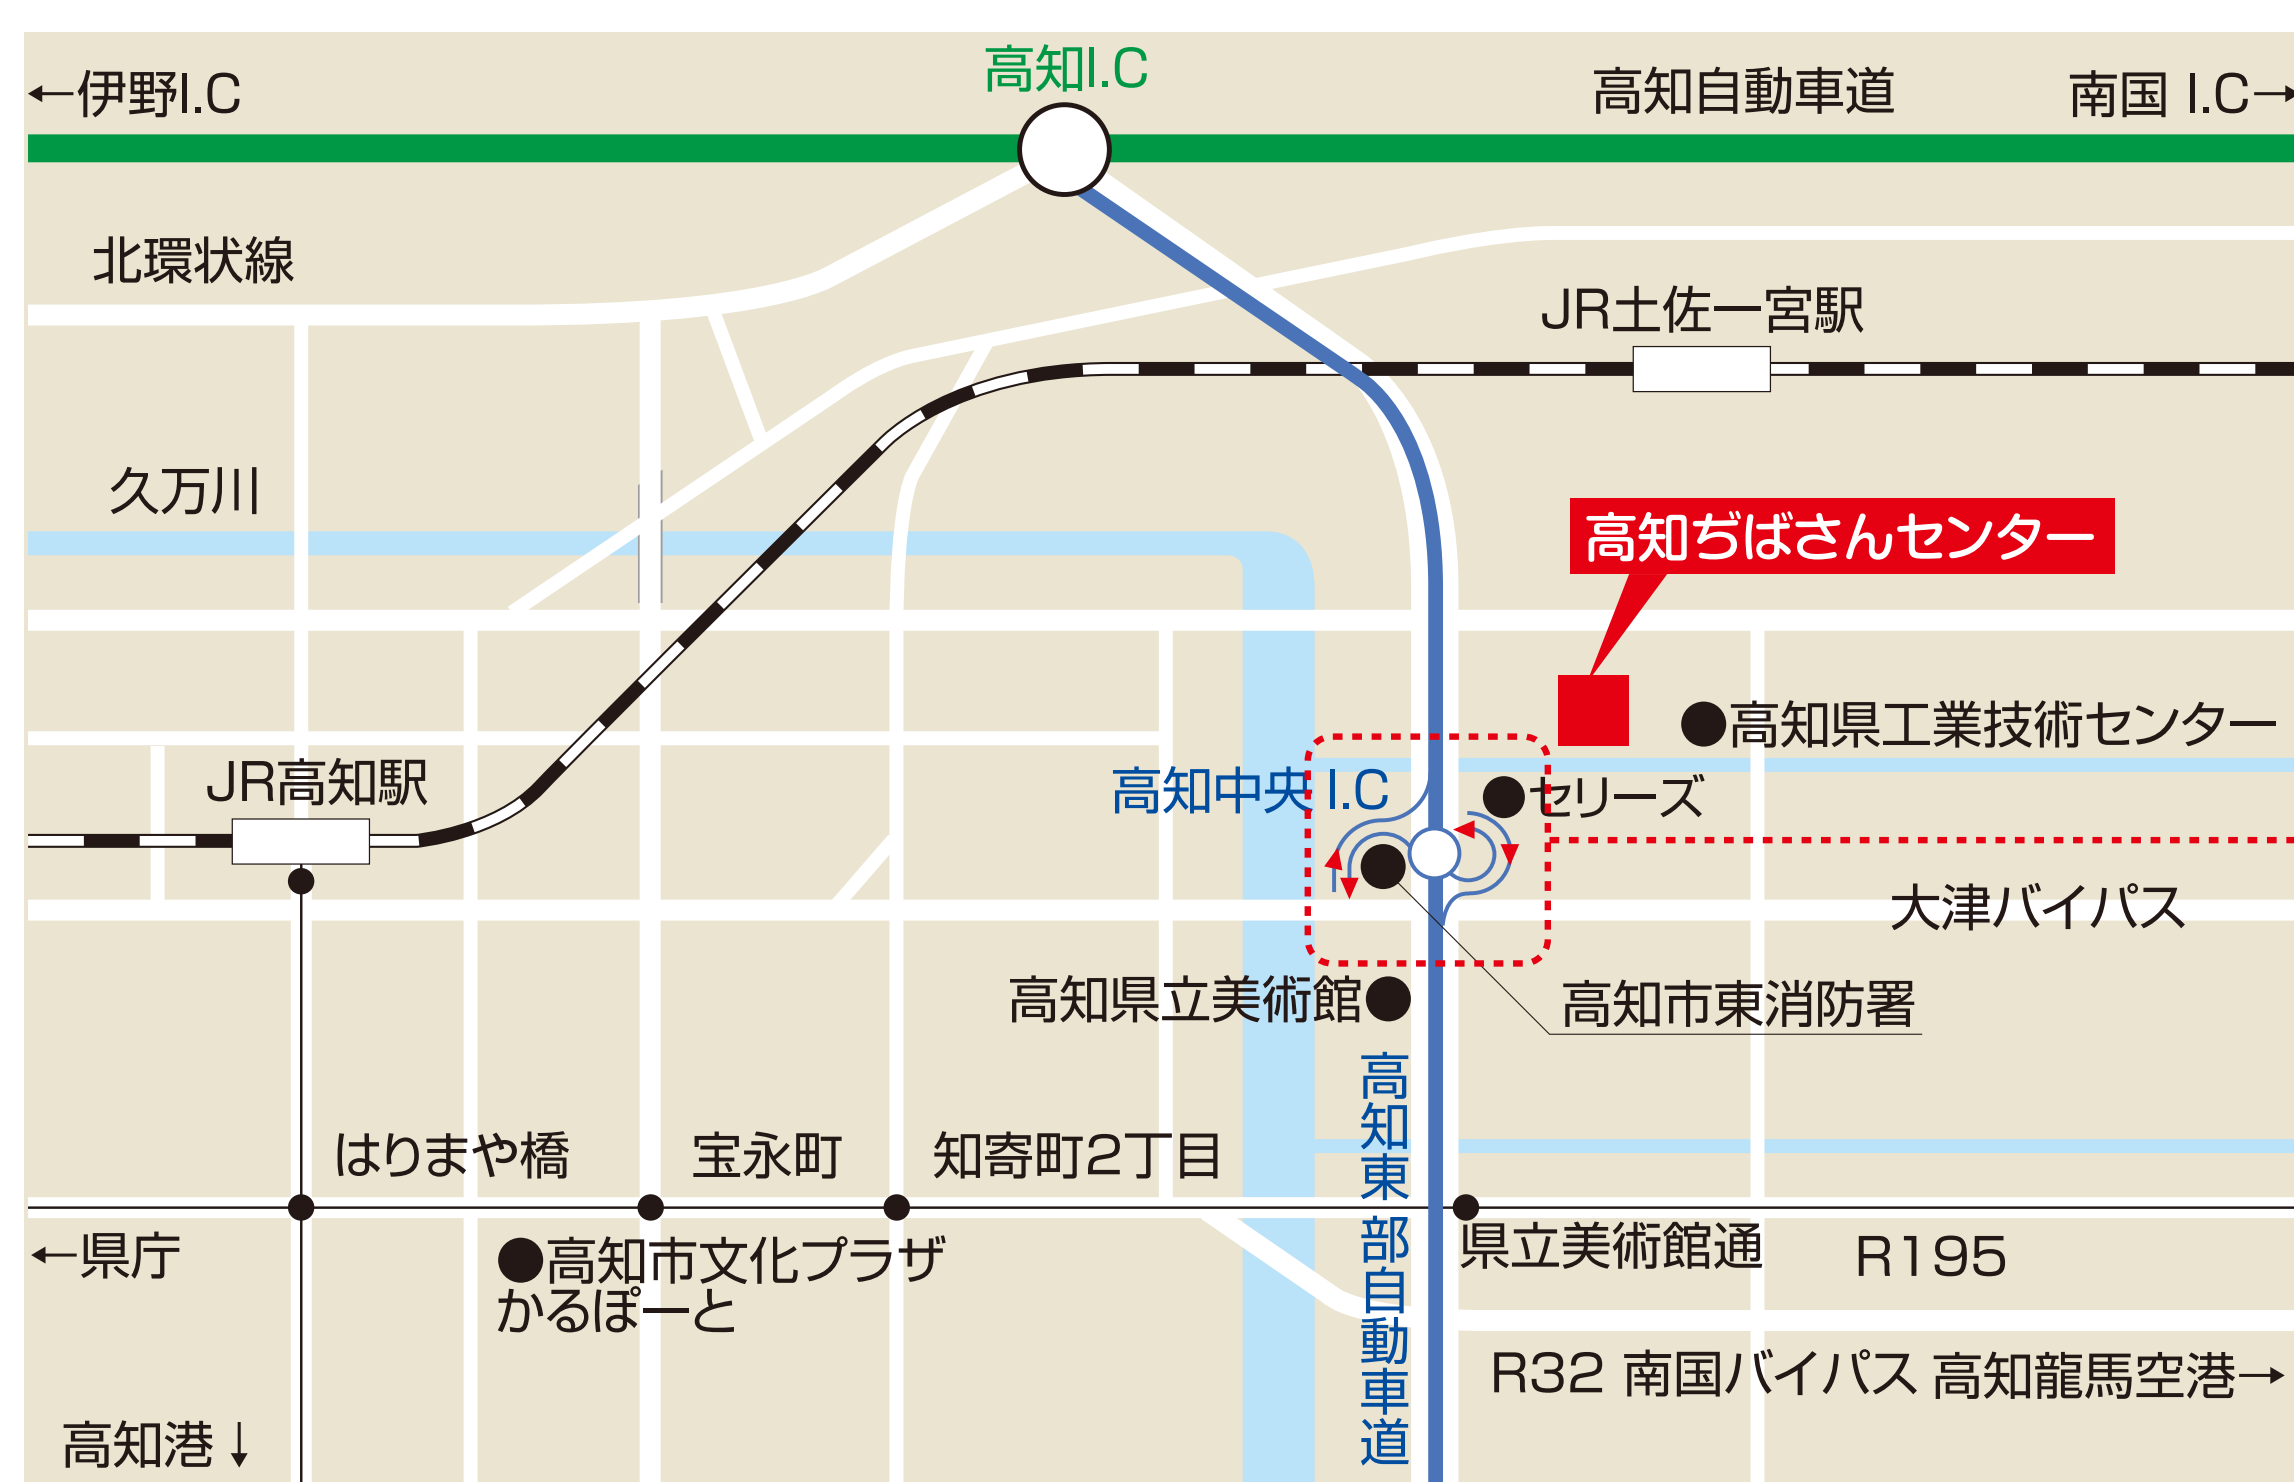 高知I.C
←伊野I.C
高知自動車道
南国 I.C→
北環状線
JR土佐一宮駅
久万川
高知ぢばさんセンター
●高知県工業技術センター
JR高知駅
高知中央 I.C
●セリーズ
大津バイパス
高知県立美術館●
高知市東消防署
高知東部自動車道
はりまや橋
宝永町
知寄町2丁目
←県庁
●高知市文化プラザ
かるぽーと
県立美術館通
R195
R32 南国バイパス 高知龍馬空港→
高知港↓